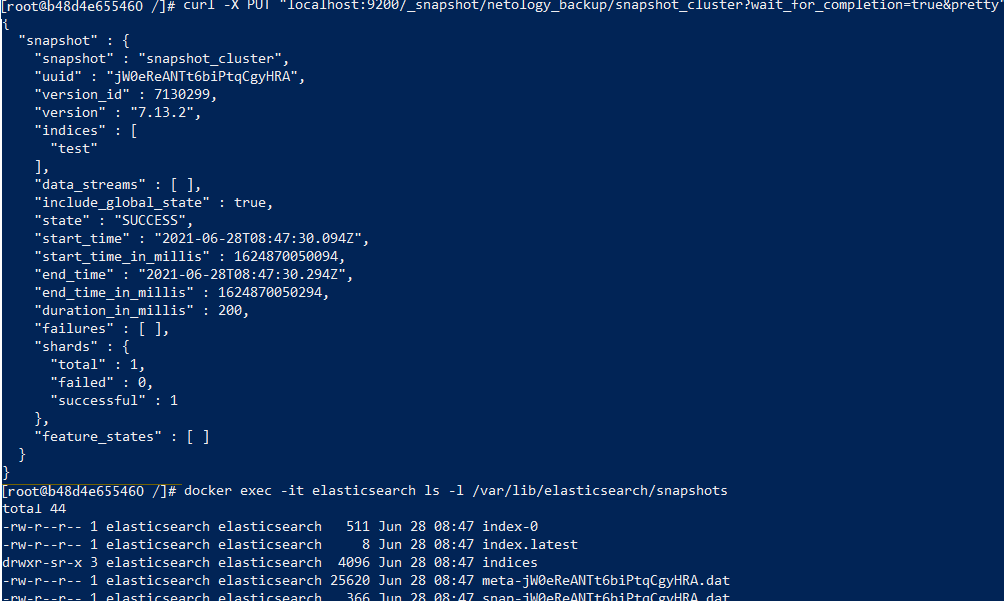 [root@b48d4e655460 /]# curl -X PUT "localhost:9200/_snapshot/netology_backup/snapshot_cluster?wait_for_completion=true&pretty"
{
  "snapshot" : {
    "snapshot" : "snapshot_cluster",
    "uuid" : "jW0eReANTt6biPtqCgyHRA",
    "version_id" : 7130299,
    "version" : "7.13.2",
    "indices" : [
      "test"
    ],
    "data_streams" : [ ],
    "include_global_state" : true,
    "state" : "SUCCESS",
    "start_time" : "2021-06-28T08:47:30.094Z",
    "start_time_in_millis" : 1624870050094,
    "end_time" : "2021-06-28T08:47:30.294Z",
    "end_time_in_millis" : 1624870050294,
    "duration_in_millis" : 200,
    "failures" : [ ],
    "shards" : {
      "total" : 1,
      "failed" : 0,
      "successful" : 1
    },
    "feature_states" : [ ]
  }
}
[root@b48d4e655460 /]# docker exec -it elasticsearch ls -l /var/lib/elasticsearch/snapshots
total 44
-rw-r--r-- 1 elasticsearch elasticsearch   511 Jun 28 08:47 index-0
-rw-r--r-- 1 elasticsearch elasticsearch     8 Jun 28 08:47 index.latest
drwxr-sr-x 3 elasticsearch elasticsearch  4096 Jun 28 08:47 indices
-rw-r--r-- 1 elasticsearch elasticsearch 25620 Jun 28 08:47 meta-jW0eReANTt6biPtqCgyHRA.dat
-rw-r--r-- 1 elasticsearch elasticsearch   366 Jun 28 08:47 snap-jW0eReANTt6biPtqCgyHRA.dat